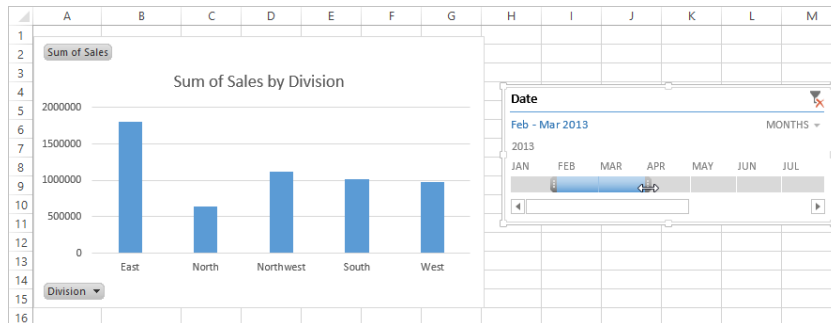 A B C D E F G H I J K L M
1
2 Sum of Sales
3
Sum of Sales by Division
4
5 2000000
6
7 1500000
8
9 1000000
10
11 500000
12
13 0
East North Northwest South West
14
15 Division
16
Date
Feb - Mar 2013 MONTHS
2013
JAN FEB MAR APR MAY JUN JUL